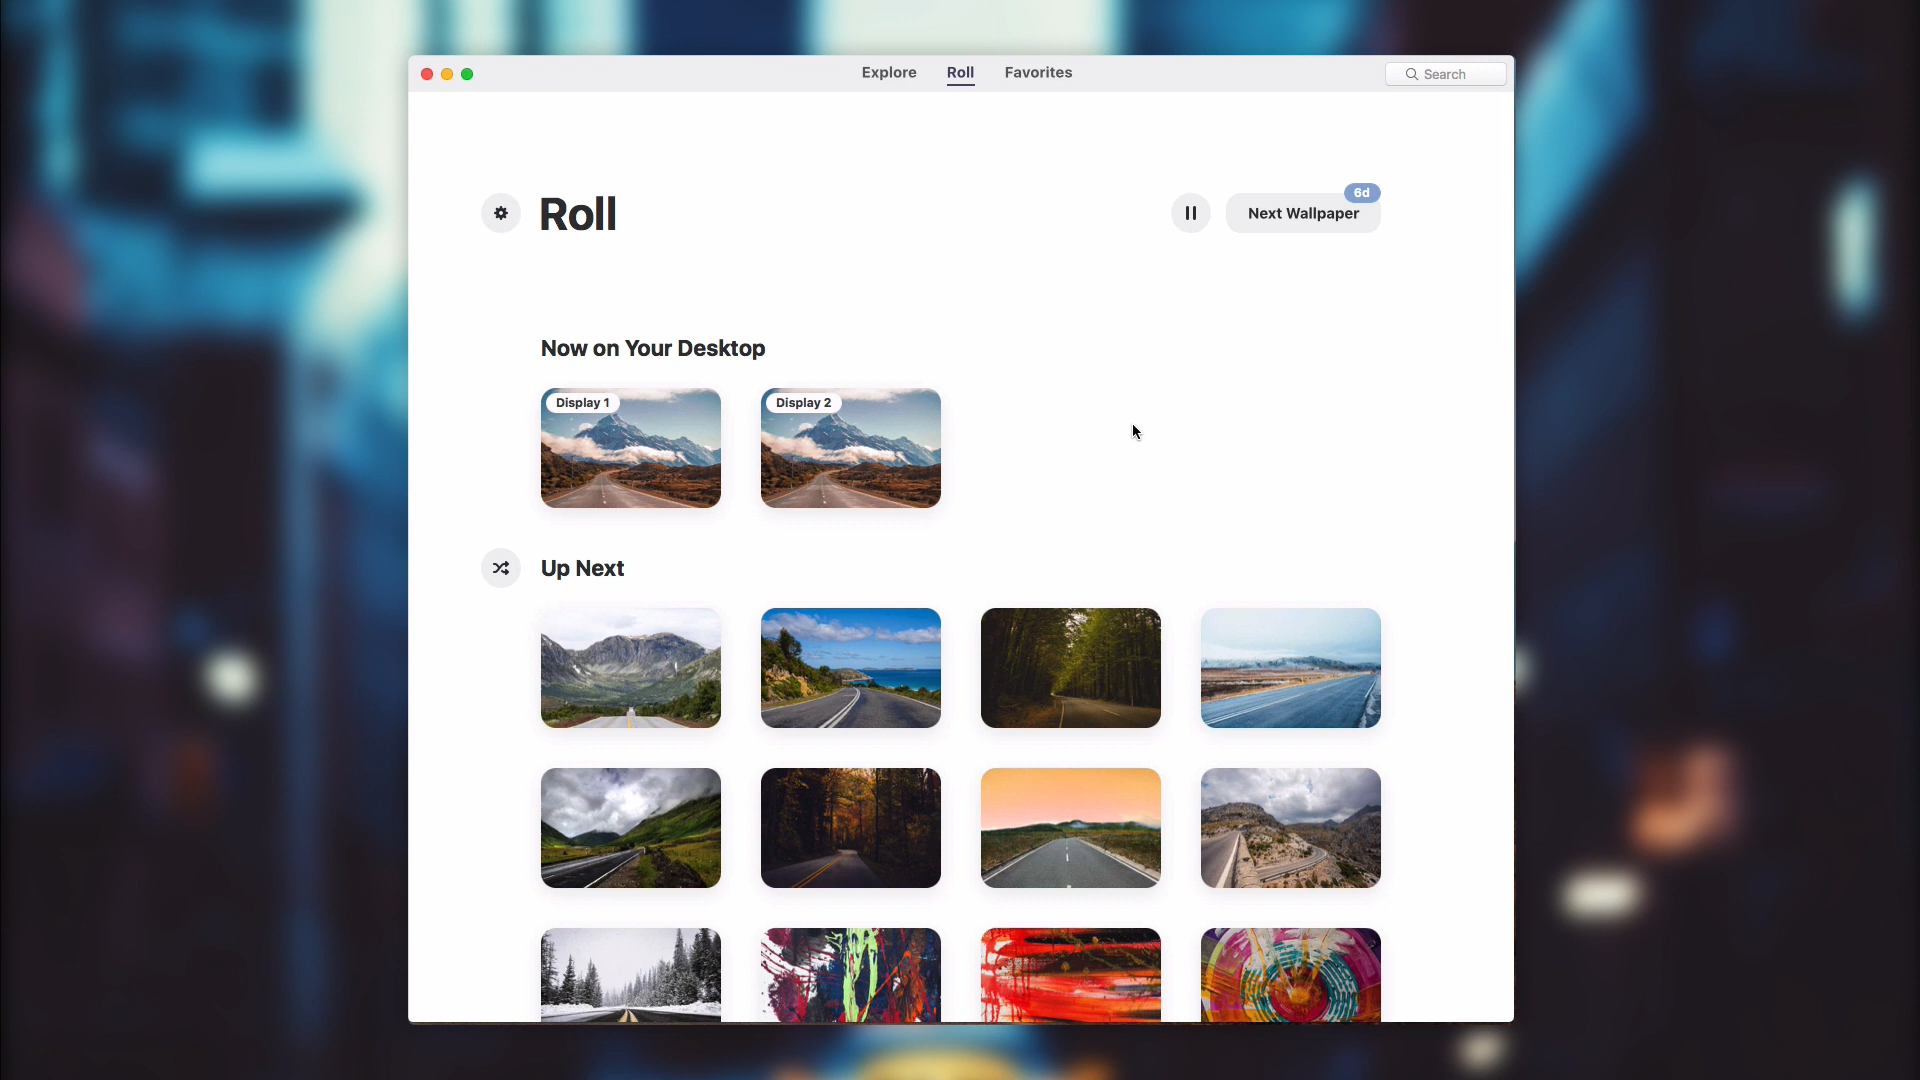 Explore
Roll
Favorites
Search
Roll
6d
Next Wallpaper
Now on Your Desktop
Display 1
Display 2
Up Next